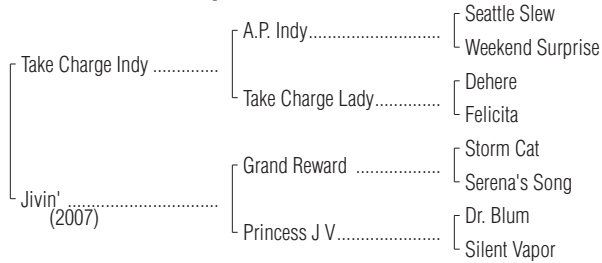 Seattle Slew
A.P. Indy...........................
Weekend Surprise
Take Charge Indy ..............
Dehere
Take Charge Lady..............
Felicita
Storm Cat
Grand Reward ..................
Serena's Song
Jivin' ................................
(2007)
Dr. Blum
Princess J V......................
Silent Vapor